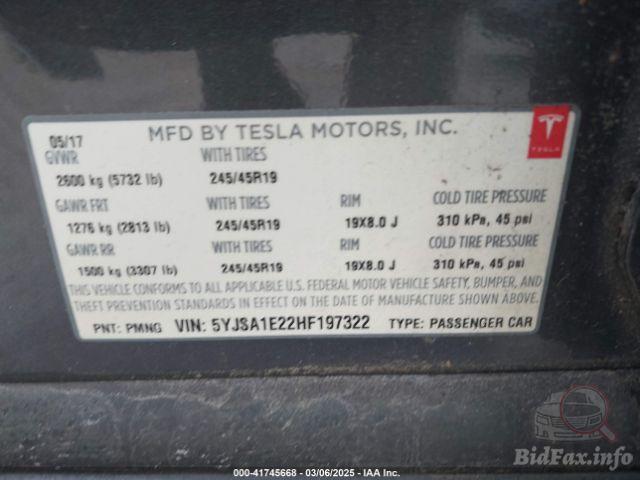 MFD BY TESLA MOTORS, INC.
TESLA
05/17
GVWR WITH TIRES
2600 kg (5732 lb) 245/45R19
GAWR FRT WITH TIRES RIM COLD TIRE PRESSURE
1276 kg (2813 lb) 245/45R19 19X8.0 J 310 kPa, 45 psi
GAWR RR WITH TIRES RIM COLD TIRE PRESSURE
1500 kg (3307 lb) 245/45R19 19X8.0 J 310 kPa, 45 psi
THIS VEHICLE CONFORMS TO ALL APPLICABLE U.S. FEDERAL MOTOR VEHICLE SAFETY, BUMPER, AND
THEFT PREVENTION STANDARDS IN EFFECT ON THE DATE OF MANUFACTURE SHOWN ABOVE.
PNT: PMNG VIN: 5YJSA1E22HF197322 TYPE: PASSENGER CAR
BidFax.info
000-41745668 - 03/06/2025 - IAA Inc.